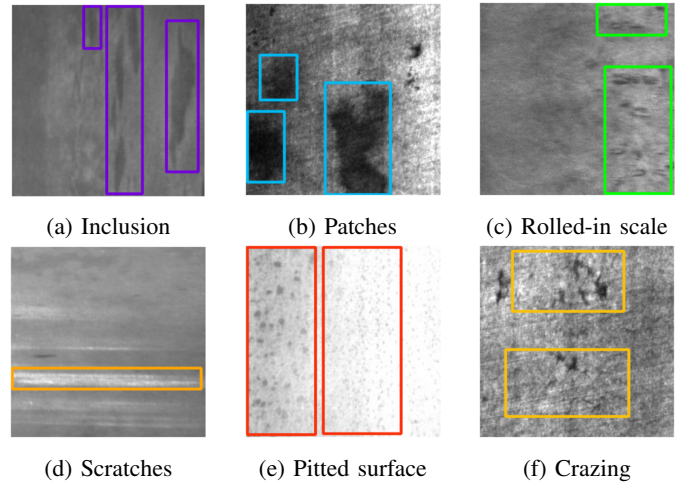 (a) Inclusion
(b) Patches
(c) Rolled-in scale
(d) Scratches
(e) Pitted surface
(f) Crazing